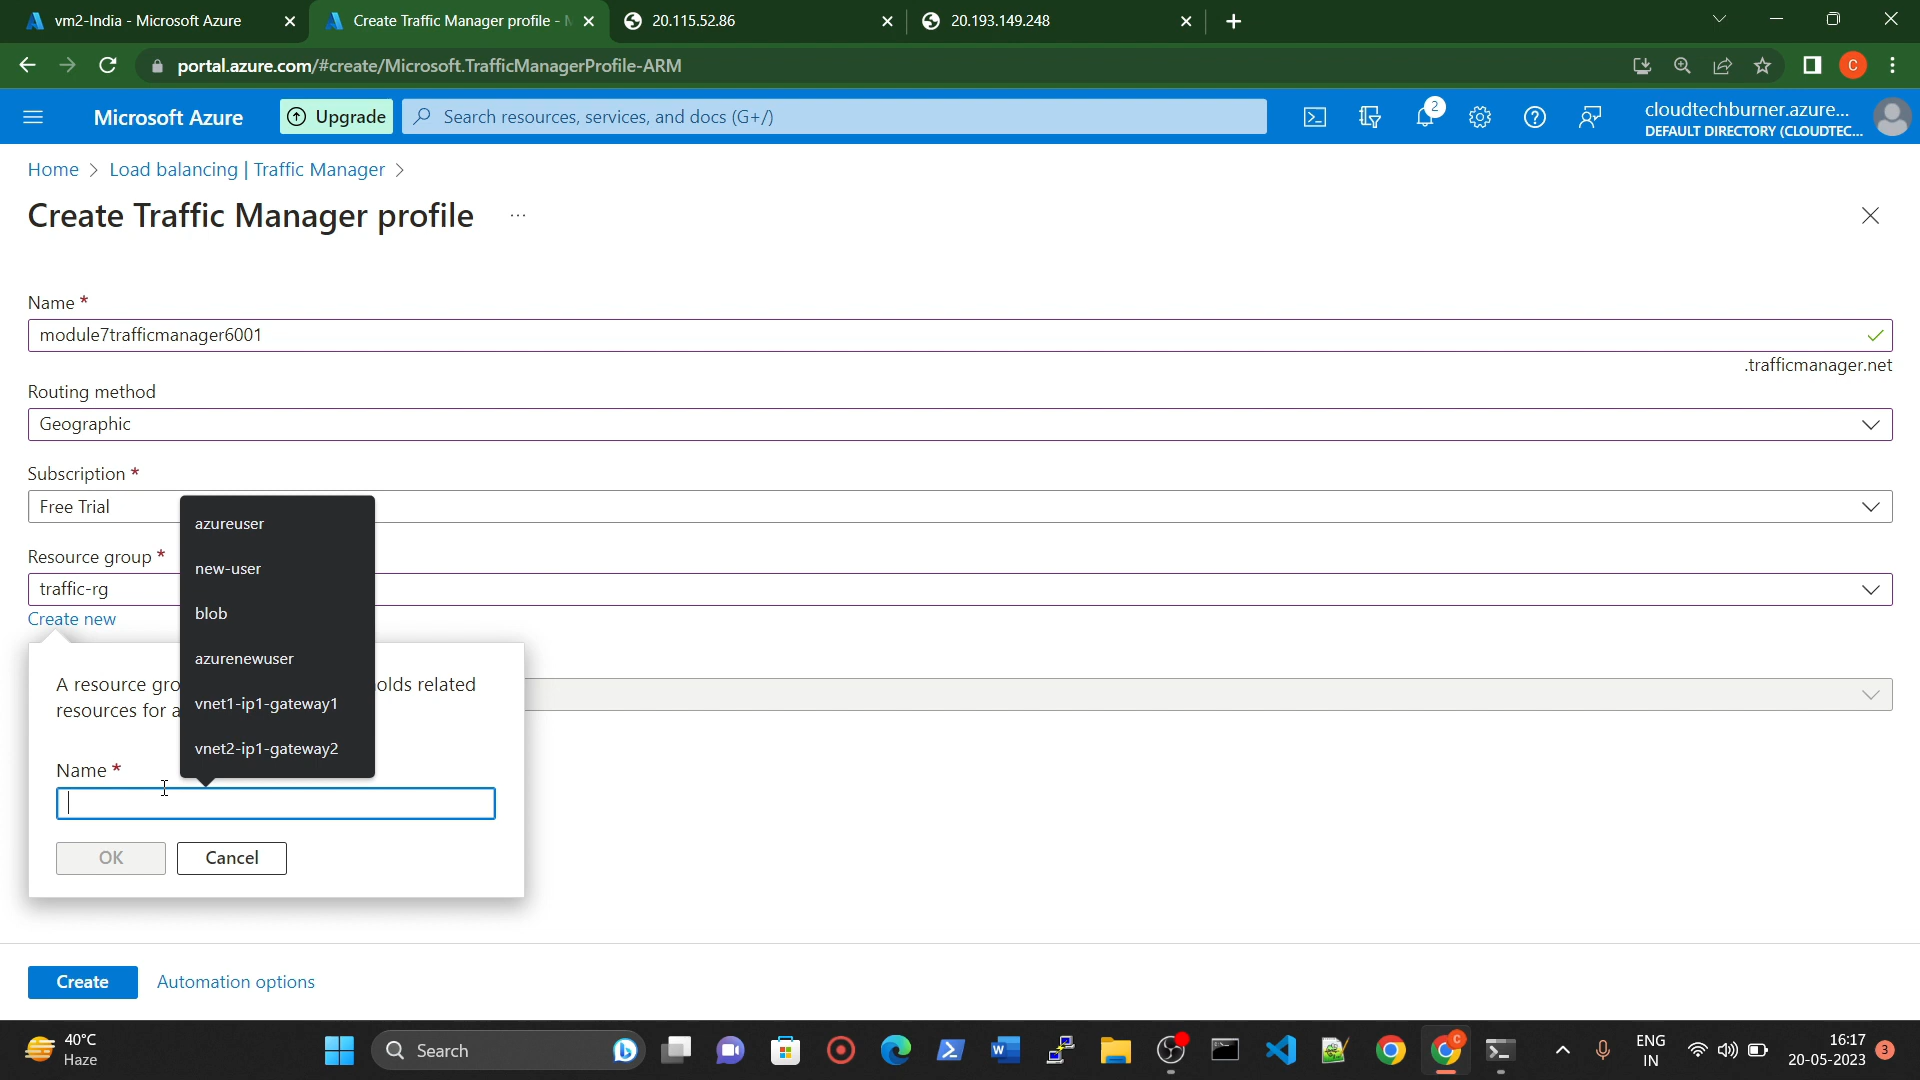 vm2-India - Microsoft Azure
Create Traffic Manager profile - M
20.115.52.86
20.193.149.248
portal.azure.com/#create/Microsoft.TrafficManagerProfile-ARM
C
Microsoft Azure
Upgrade
Search resources, services, and docs (G+/)
2
cloudtechburner.azure...
DEFAULT DIRECTORY (CLOUDTEC...
Home > Load balancing | Traffic Manager >
Create Traffic Manager profile ...
Name *
module7trafficmanager6001
.trafficmanager.net
Routing method
Geographic
Subscription *
Free Trial
Resource group *
traffic-rg
Create new
azureuser
new-user
blob
azurenewuser
vnet1-ip1-gateway1
vnet2-ip1-gateway2
A resource gro
olds related
resources for a
Name *
OK
Cancel
Create
Automation options
40°C
Haze
Search
C
ENG
IN
16:17
20-05-2023
3